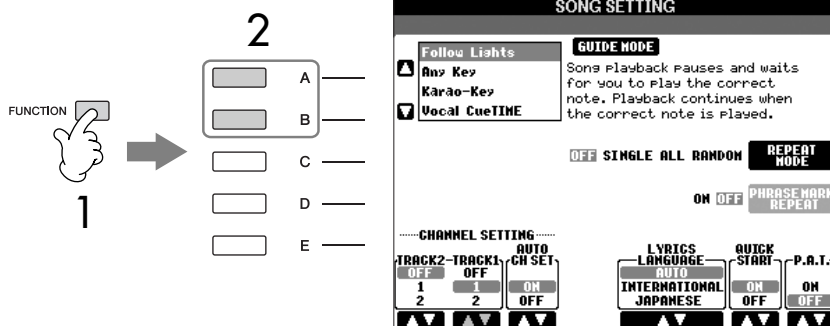 SONG SETTING
2
FUNCTION
1
A
B
C
D
E
Follow Lights
Any Key
Karao-Key
Vocal CueTIME
GUIDE MODE
Song playback pauses and waits
for you to play the correct
note. Playback continues when
the correct note is played.
OFF SINGLE ALL RANDOM
REPEAT
MODE
ON OFF
PHRASE MARK
REPEAT
CHANNEL SETTING
TRACK2 TRACK1 AUTO CH SET
OFF OFF
1 1 ON
2 2 OFF
LYRICS
LANGUAGE
AUTO
INTERNATIONAL
JAPANESE
QUICK
START
ON
OFF
P.A.T.
ON
OFF